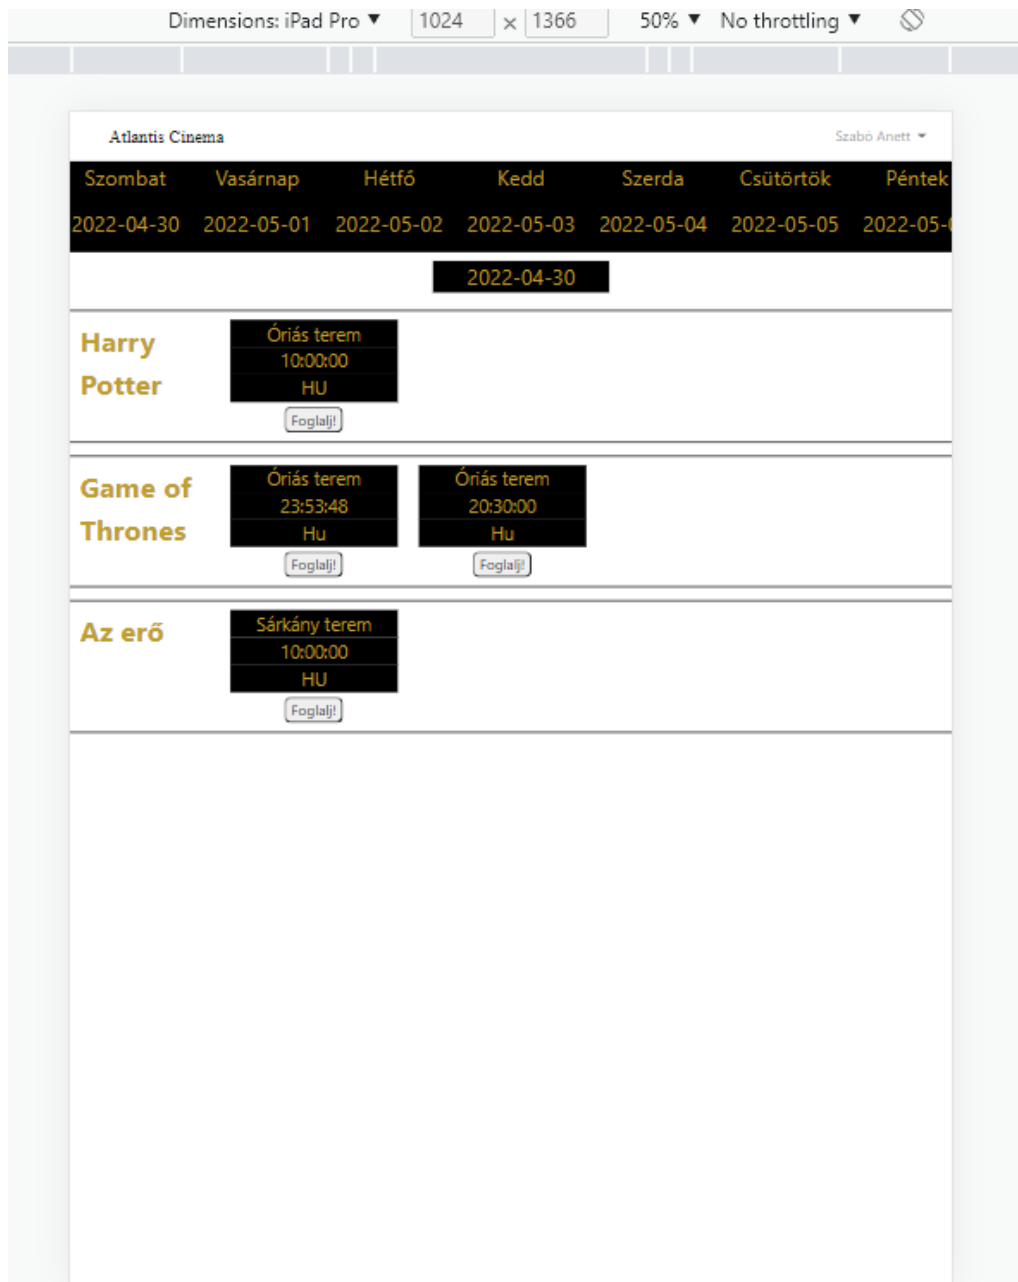 Dimensions: iPad Pro ▼ 1024 × 1366 50% ▼ No throttling ▼
Atlantis Cinema Szabó Anett
Szombat Vasárnap Hétfő Kedd Szerda Csütörtök Péntek
2022-04-30 2022-05-01 2022-05-02 2022-05-03 2022-05-04 2022-05-05 2022-05-
2022-04-30
Harry
Potter
Óriás terem
10:00:00
HU
Foglalj!
Game of
Thrones
Óriás terem
23:53:48
Hu
Foglalj!
Óriás terem
20:30:00
Hu
Foglalj!
Az erő
Sárkány terem
10:00:00
HU
Foglalj!